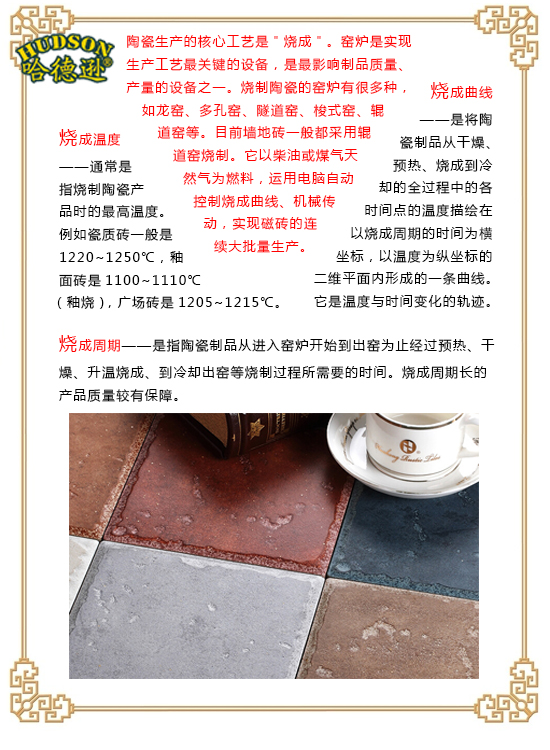 HUDSON
哈德逊®
陶瓷生产的核心工艺是＂烧成＂。窑炉是实现
生产工艺最关键的设备，是最影响制品质量、
产量的设备之一。烧制陶瓷的窑炉有很多种，
如龙窑、多孔窑、隧道窑、梭式窑、辊
道窑等。目前墙地砖一般都采用辊
道窑烧制。它以柴油或煤气天
然气为燃料，运用电脑自动
控制烧成曲线、机械传
动，实现磁砖的连
续大批量生产。
烧成温度
——通常是
指烧制陶瓷产
品时的最高温度。
例如瓷质砖一般是
1220~1250℃，釉
面砖是1100~1110℃
（釉烧），广场砖是1205~1215℃。
烧成曲线
——是将陶
瓷制品从干燥、
预热、烧成到冷
却的全过程中的各
时间点的温度描绘在
以烧成周期的时间为横
坐标，以温度为纵坐标的
二维平面内形成的一条曲线。
它是温度与时间变化的轨迹。
烧成周期——是指陶瓷制品从进入窑炉开始到出窑为止经过预热、干
燥、升温烧成、到冷却出窑等烧制过程所需要的时间。烧成周期长的
产品质量较有保障。